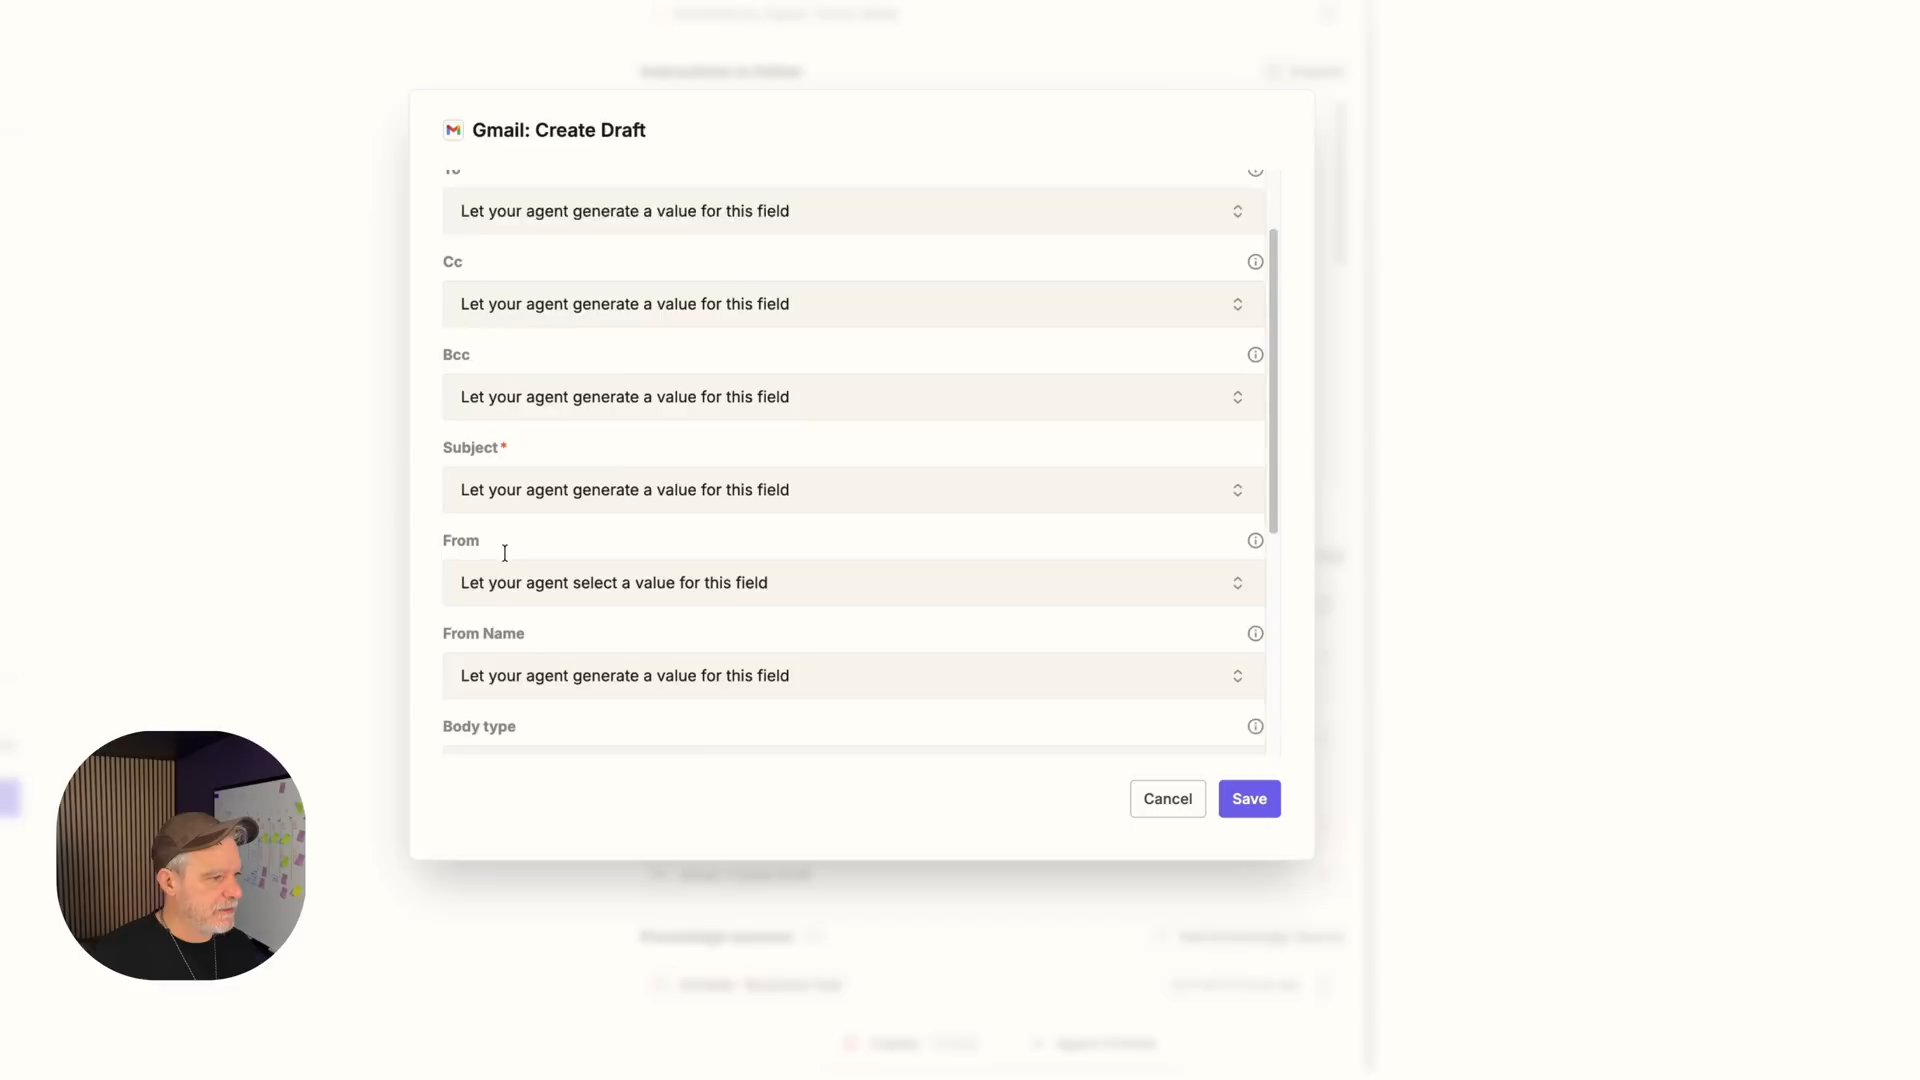 Gmail: Create Draft
To
Let your agent generate a value for this field
Cc
Let your agent generate a value for this field
Bcc
Let your agent generate a value for this field
Subject*
Let your agent generate a value for this field
From
Let your agent select a value for this field
From Name
Let your agent generate a value for this field
Body type
Cancel
Save